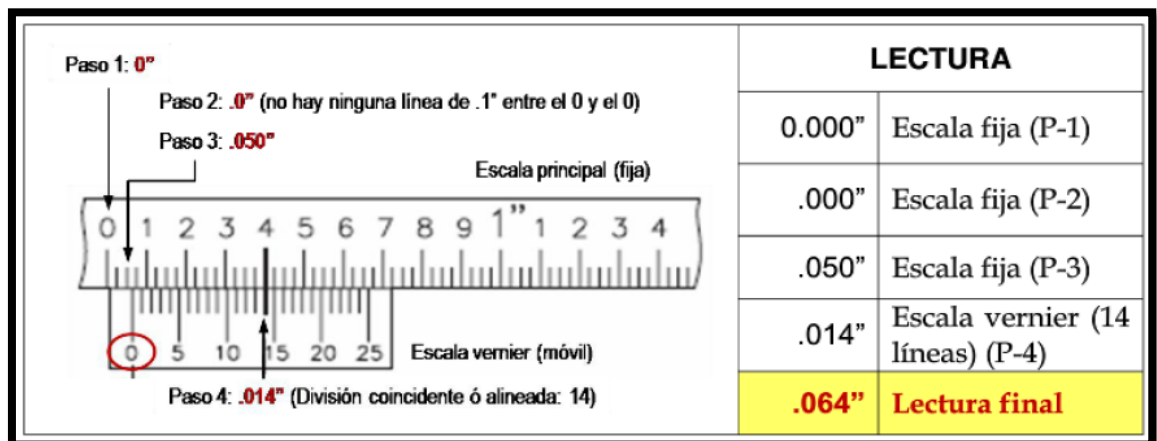 Paso 1: 0”
Paso 2: .0” (no hay ninguna línea de .1” entre el 0 y el 0)
Paso 3: .050”
Escala principal (fija)
0 1 2 3 4 5 6 7 8 9 1” 1 2 3 4
0 5 10 15 20 25
Escala vernier (móvil)
Paso 4: .014” (División coincidente ó alineada: 14)
LECTURA
0.000” Escala fija (P-1)
.000” Escala fija (P-2)
.050” Escala fija (P-3)
.014” Escala vernier (14
líneas) (P-4)
.064” Lectura final